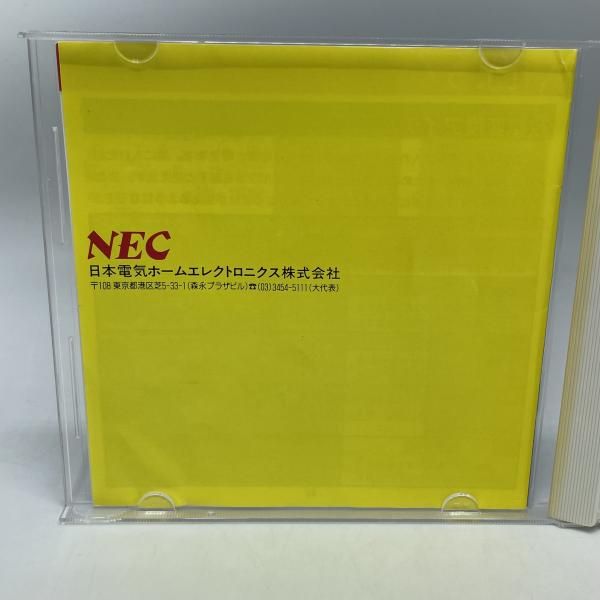 NEC
日本電気ホームエレクトロニクス株式会社
〒108 東京都港区芝5-33-1(森永プラザビル)☎(03)3454-5111(大代表)